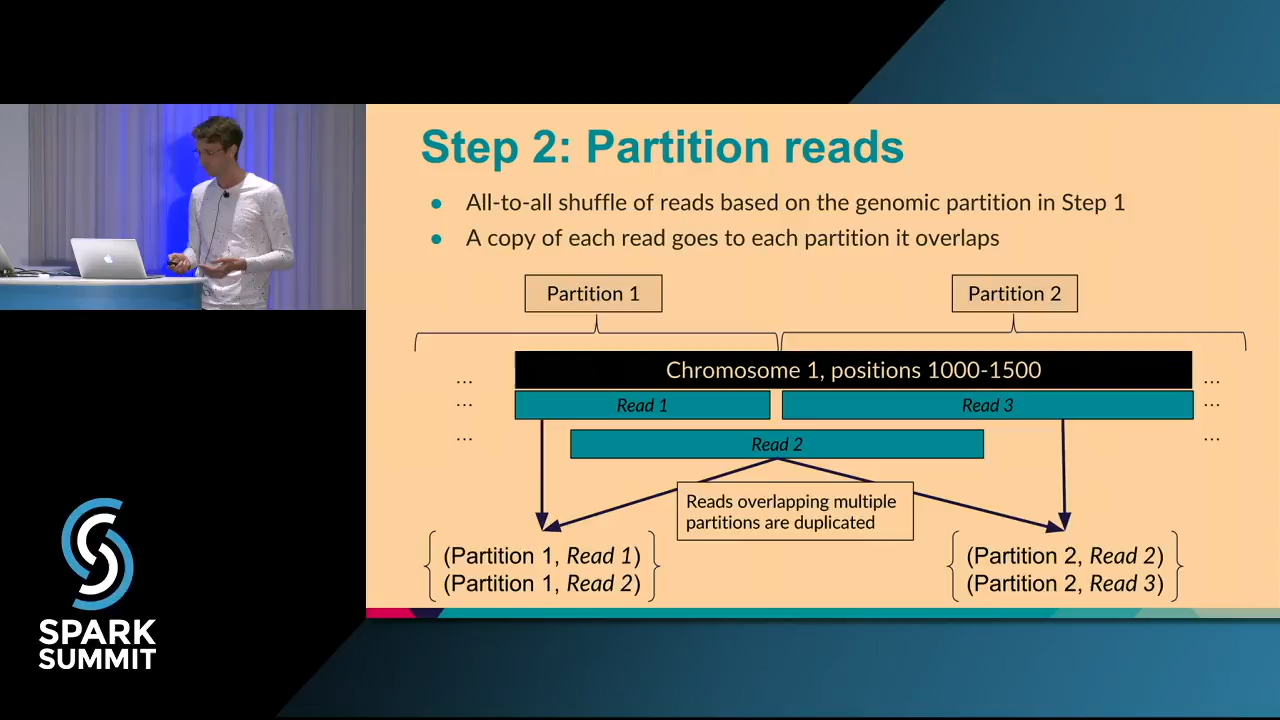 Step 2: Partition reads
● All-to-all shuffle of reads based on the genomic partition in Step 1
● A copy of each read goes to each partition it overlaps
Partition 1
Partition 2
Chromosome 1, positions 1000-1500
... ...
Read 1
Read 3
... ...
Read 2
... ...
Reads overlapping multiple
partitions are duplicated
(Partition 1, Read 1)
(Partition 1, Read 2)
(Partition 2, Read 2)
(Partition 2, Read 3)
SPARK
SUMMIT